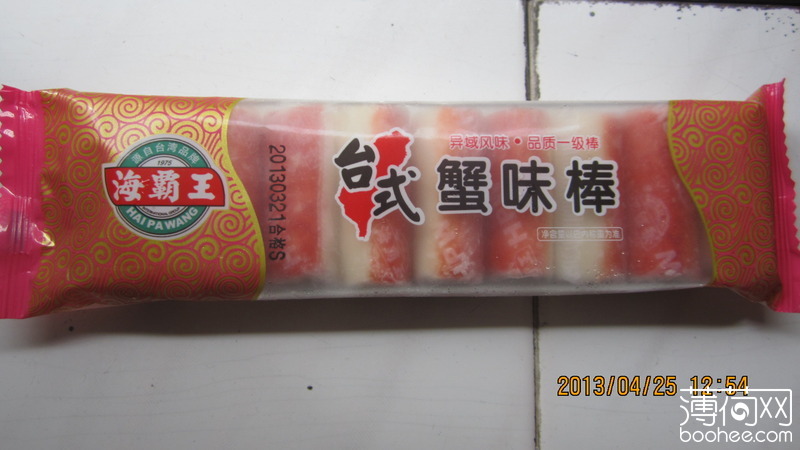 源自台湾品牌
1975
海霸王
HAI PA WANG
20130321合格S
台式
异域风味·品质一级棒
蟹味棒
2013/04/25 12:54
薄荷网
boohee.com